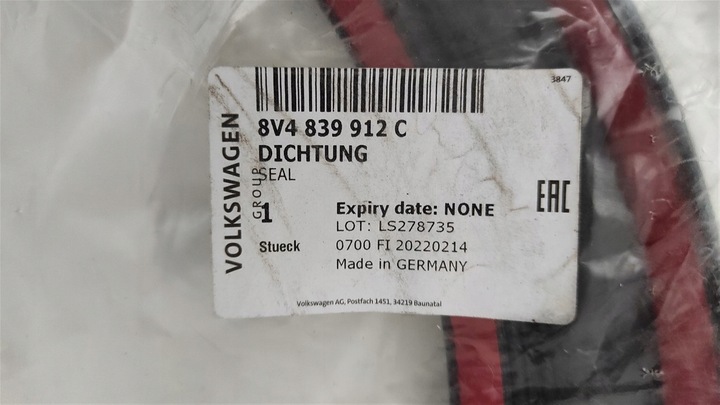 3847
8V4 839 912 C
DICHTUNG
SEAL
VOLKSWAGEN
GROUP
1
Stueck
Expiry date: NONE
LOT: LS278735
0700 FI 20220214
Made in GERMANY
EAC
Volkswagen AG, Postfach 1451, 34219 Baunatal